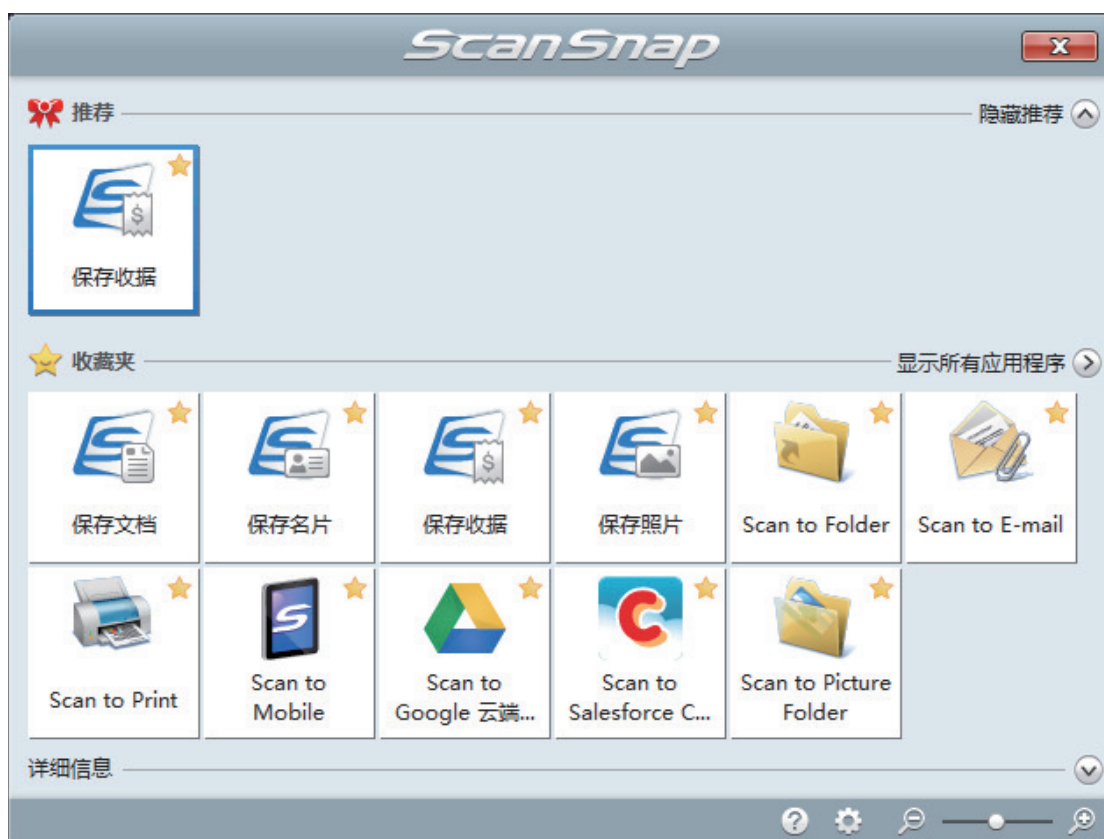 ScanSnap
推荐
隐藏推荐
$
保存收据
收藏夹
显示所有应用程序
保存文档
保存名片
$
保存收据
保存照片
Scan to Folder
Scan to E-mail
Scan to Print
Scan to
Mobile
Scan to
Google 云端...
Scan to
Salesforce C...
Scan to Picture
Folder
详细信息